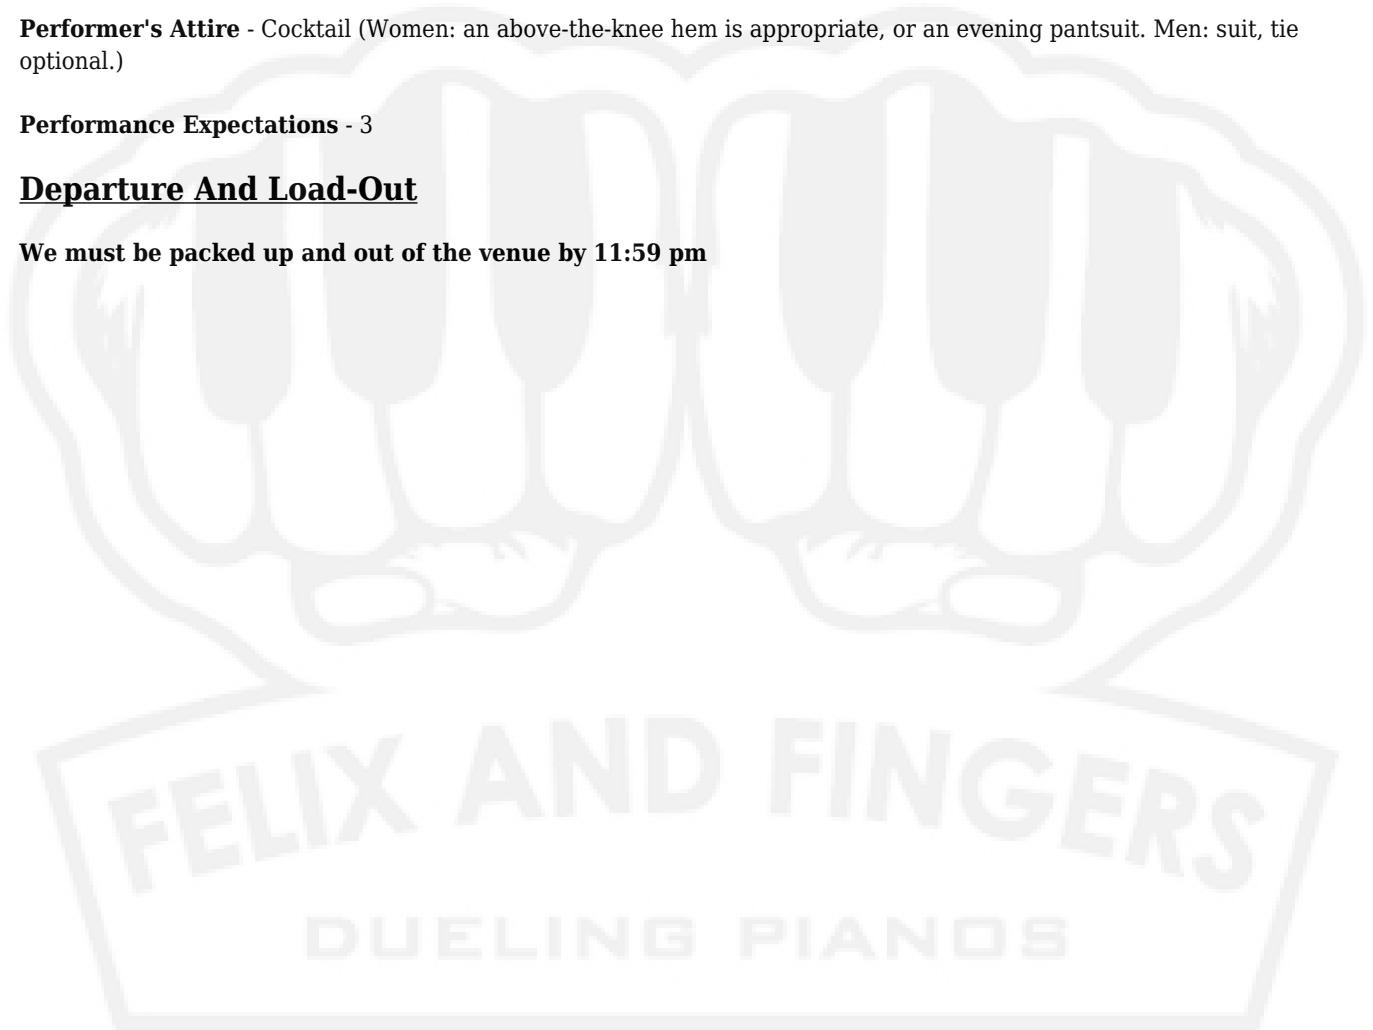 Performer's Attire - Cocktail (Women: an above-the-knee hem is appropriate, or an evening pantsuit. Men: suit, tie
optional.)
Performance Expectations - 3
Departure And Load-Out
We must be packed up and out of the venue by 11:59 pm
FELIX AND FINGERS
DUELING PIANOS